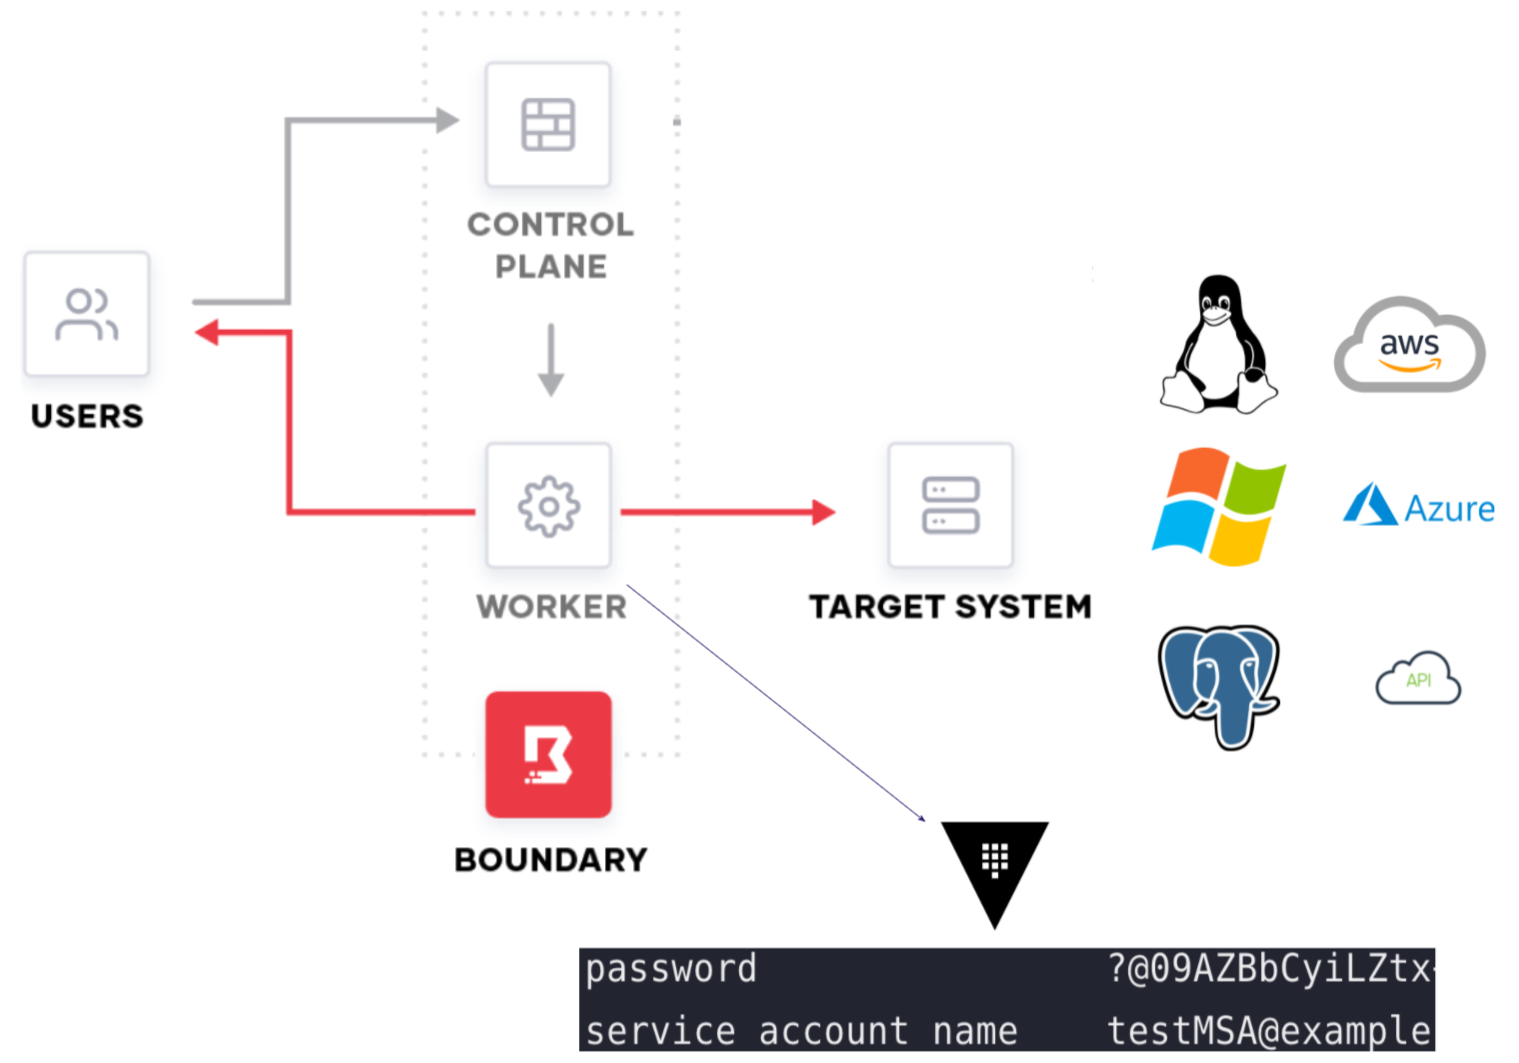 CONTROL
PLANE
USERS
aws
WORKER
TARGET SYSTEM
Azure
API
BOUNDARY
password ?@09AZBbCyiLZtx
service account name testMSA@example